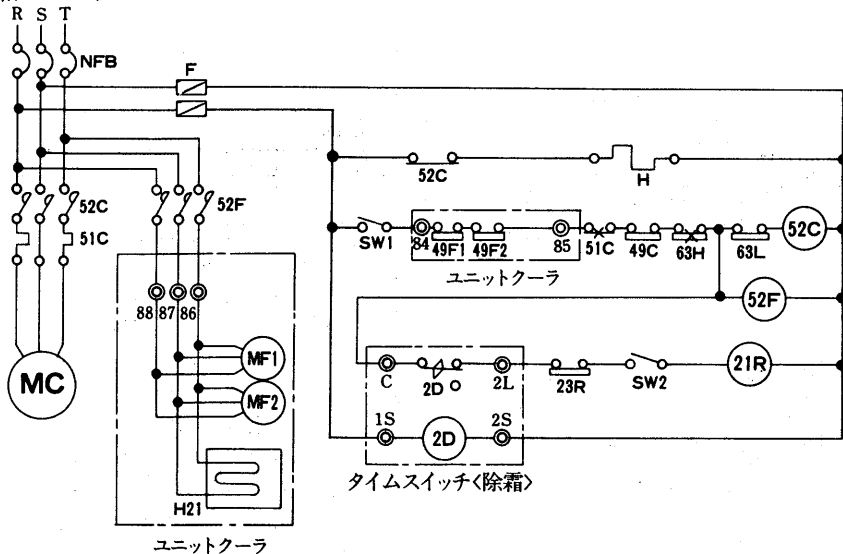 R S T
NFB
F
52C
H
52C
51C
52F
SW1
84
49F1
49F2
85
51C
49C
63H
63L
52C
ユニットクーラ
52F
88
87
86
MF1
MF2
H21
ユニットクーラ
MC
C
2D
2L
23R
SW2
21R
1S
2D
2S
タイムスイッチ〈除霜〉